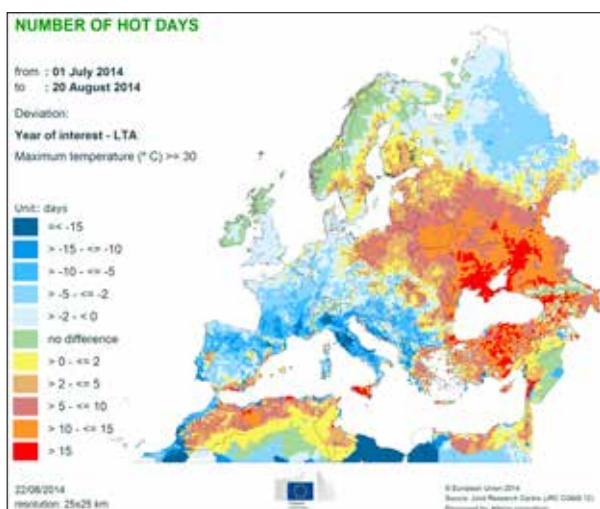 NUMBER OF HOT DAYS
from : 01 July 2014
to : 20 August 2014
Deviation:
Year of interest - LTA
Maximum temperature (° C) >= 30
Unit: days
=< -15
> -15 - <= -10
> -10 - <= -5
> -5 - <= -2
> -2 - < 0
no difference
> 0 - <= 2
> 2 - <= 5
> 5 - <= 10
> 10 - <= 15
> 15
22/08/2014
resolution: 25x25 km
© European Union 2014
Source: Joint Research Centre